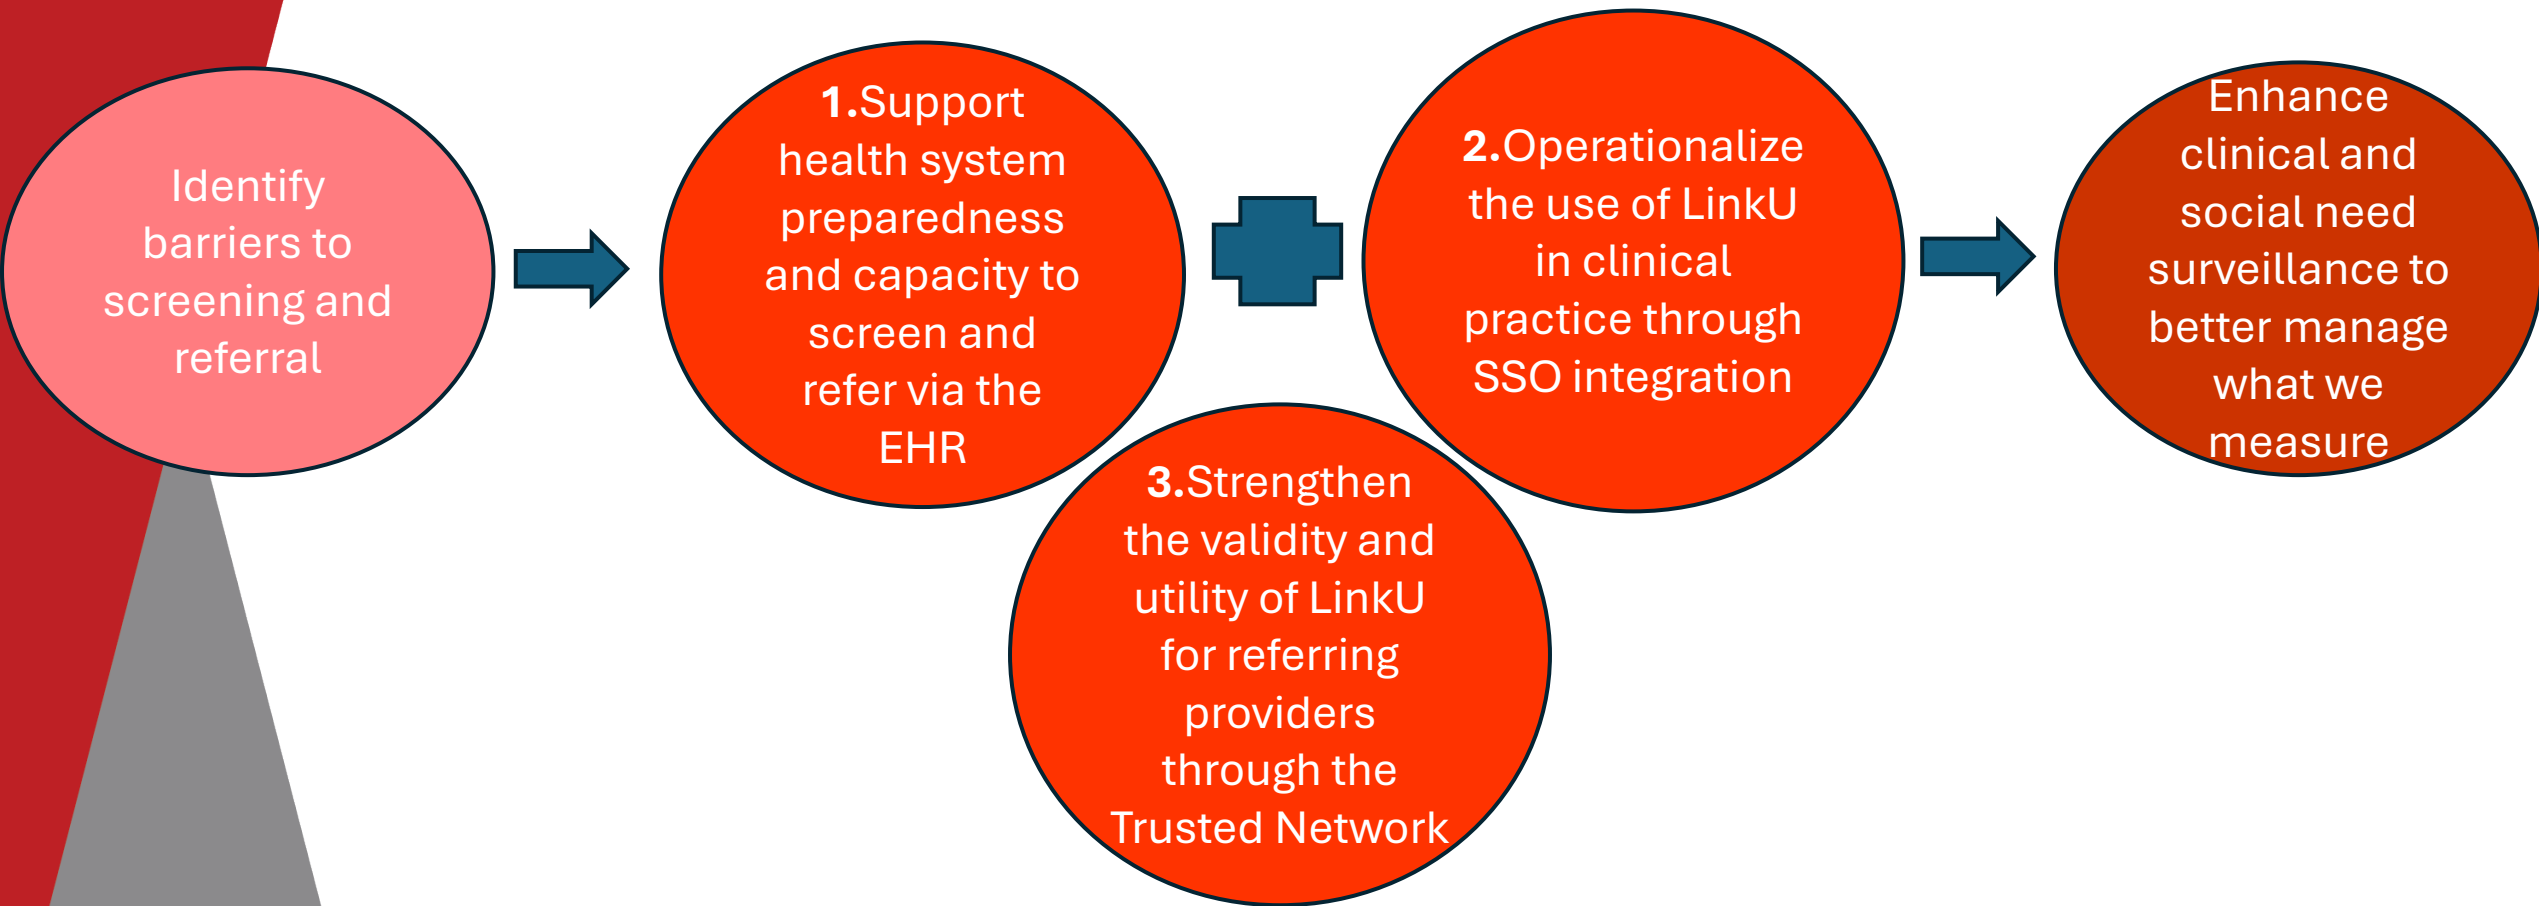 Identify
barriers to
screening and
referral
1.Support
health system
preparedness
and capacity to
screen and
refer via the
EHR
2.Operationalize
the use of LinkU
in clinical
practice through
SSO integration
3.Strengthen
the validity and
utility of LinkU
for referring
providers
through the
Trusted Network
Enhance
clinical and
social need
surveillance to
better manage
what we
measure